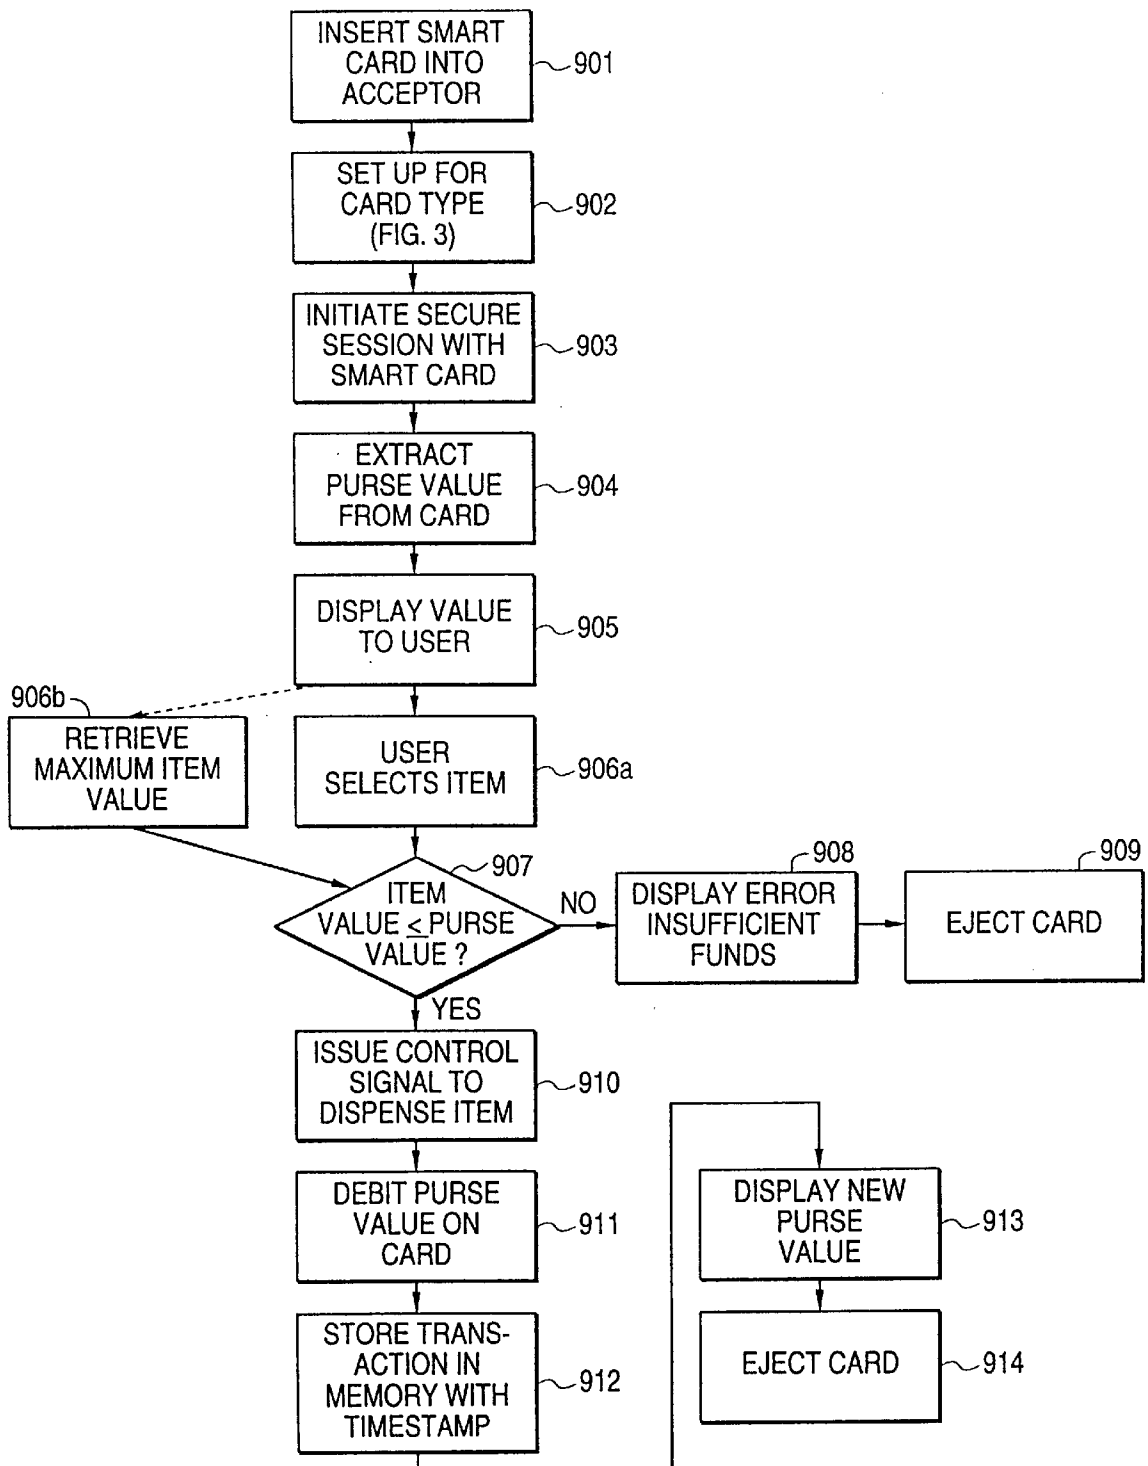 INSERT SMART
CARD INTO
ACCEPTOR
901
SET UP FOR
CARD TYPE
(FIG. 3)
902
INITIATE SECURE
SESSION WITH
SMART CARD
903
EXTRACT
PURSE VALUE
FROM CARD
904
DISPLAY VALUE
TO USER
905
906b
RETRIEVE
MAXIMUM ITEM
VALUE
USER
SELECTS ITEM
906a
907
ITEM
VALUE ≤ PURSE
VALUE ?
NO
908
DISPLAY ERROR
INSUFFICIENT
FUNDS
909
EJECT CARD
YES
ISSUE CONTROL
SIGNAL TO
DISPENSE ITEM
910
DEBIT PURSE
VALUE ON
CARD
911
STORE TRANS-
ACTION IN
MEMORY WITH
TIMESTAMP
912
DISPLAY NEW
PURSE
VALUE
913
EJECT CARD
914